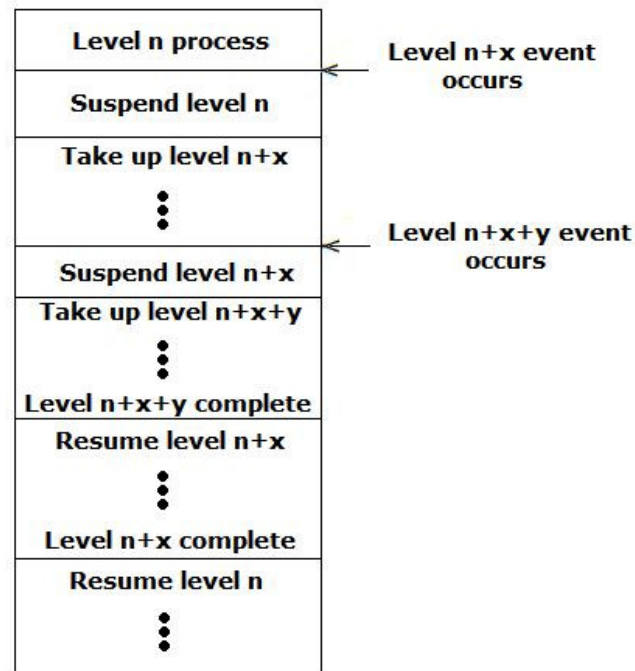 Level n process
Level n+x event
occurs
Suspend level n
Take up level n+x
Level n+x+y event
occurs
Suspend level n+x
Take up level n+x+y
Level n+x+y complete
Resume level n+x
Level n+x complete
Resume level n